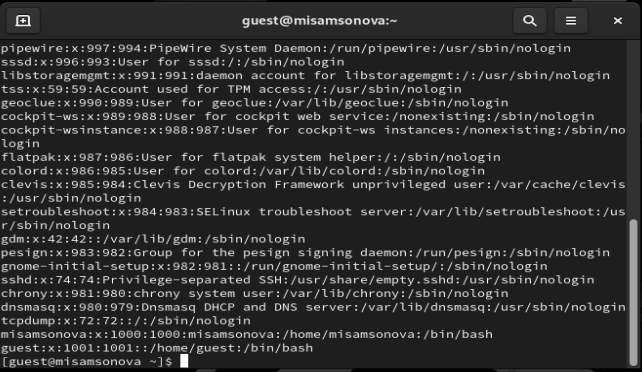 guest@misamsonova:~
pipewire:x:997:994:PipeWire System Daemon:/run/pipewire:/usr/sbin/nologin
sssd:x:996:993:User for sssd:/:/sbin/nologin
libstoragemgmt:x:991:991:daemon account for libstoragemgmt:/:/usr/sbin/nologin
tss:x:59:59:Account used for TPM access:/:/usr/sbin/nologin
geoclue:x:990:989:User for geoclue:/var/lib/geoclue:/sbin/nologin
cockpit-ws:x:989:988:User for cockpit web service:/nonexisting:/sbin/nologin
cockpit-wsinstance:x:988:987:User for cockpit-ws instances:/nonexisting:/sbin/no
login
flatpak:x:987:986:User for flatpak system helper:/:/sbin/nologin
colord:x:986:985:User for colord:/var/lib/colord:/sbin/nologin
clevis:x:985:984:Clevis Decryption Framework unprivileged user:/var/cache/clevis
:/usr/sbin/nologin
setroubleshoot:x:984:983:SELinux troubleshoot server:/var/lib/setroubleshoot:/us
r/sbin/nologin
gdm:x:42:42::/var/lib/gdm:/sbin/nologin
pesign:x:983:982:Group for the pesign signing daemon:/run/pesign:/sbin/nologin
gnome-initial-setup:x:982:981::/run/gnome-initial-setup/:/sbin/nologin
sshd:x:74:74:Privilege-separated SSH:/usr/share/empty.sshd:/usr/sbin/nologin
chrony:x:981:980:chrony system user:/var/lib/chrony:/sbin/nologin
dnsmasq:x:980:979:Dnsmasq DHCP and DNS server:/var/lib/dnsmasq:/usr/sbin/nologin
tcpdump:x:72:72::/:/sbin/nologin
misamsonova:x:1000:1000:misamsonova:/home/misamsonova:/bin/bash
guest:x:1001:1001::/home/guest:/bin/bash
[guest@misamsonova ~]$